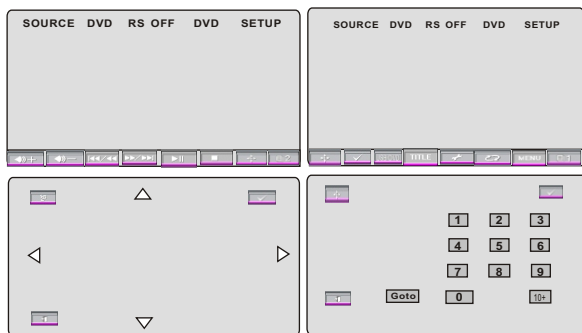 SOURCE DVD RS OFF DVD SETUP
SOURCE DVD RS OFF DVD SETUP
TITLE MENU
1 2 3
4 5 6
7 8 9
Goto 0 10+